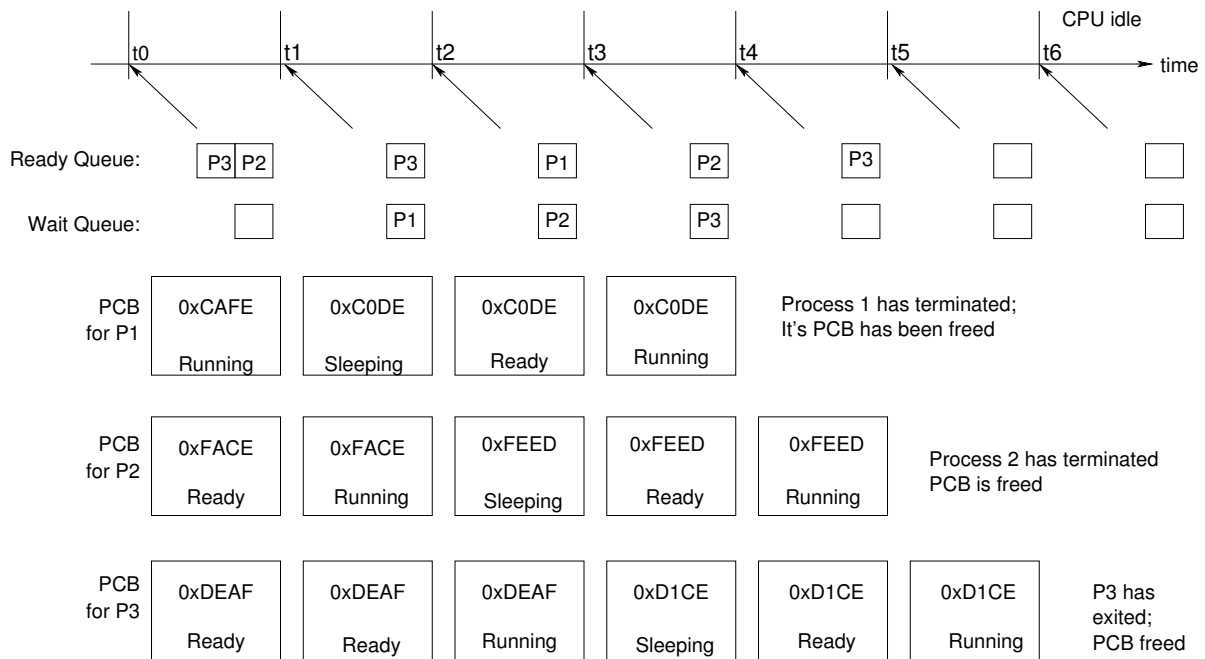 CPU idle
t0 t1 t2 t3 t4 t5 t6
time
Ready Queue: P3 P2 P3 P1 P2 P3
Wait Queue: P1 P2 P3
PCB
for P1
0xCAFE
Running
0xC0DE
Sleeping
0xC0DE
Ready
0xC0DE
Running
Process 1 has terminated;
It's PCB has been freed
PCB
for P2
0xFACE
Ready
0xFACE
Running
0xFEED
Sleeping
0xFEED
Ready
0xFEED
Running
Process 2 has terminated
PCB is freed
PCB
for P3
0xDEAF
Ready
0xDEAF
Ready
0xDEAF
Running
0xD1CE
Sleeping
0xD1CE
Ready
0xD1CE
Running
P3 has
exited;
PCB freed